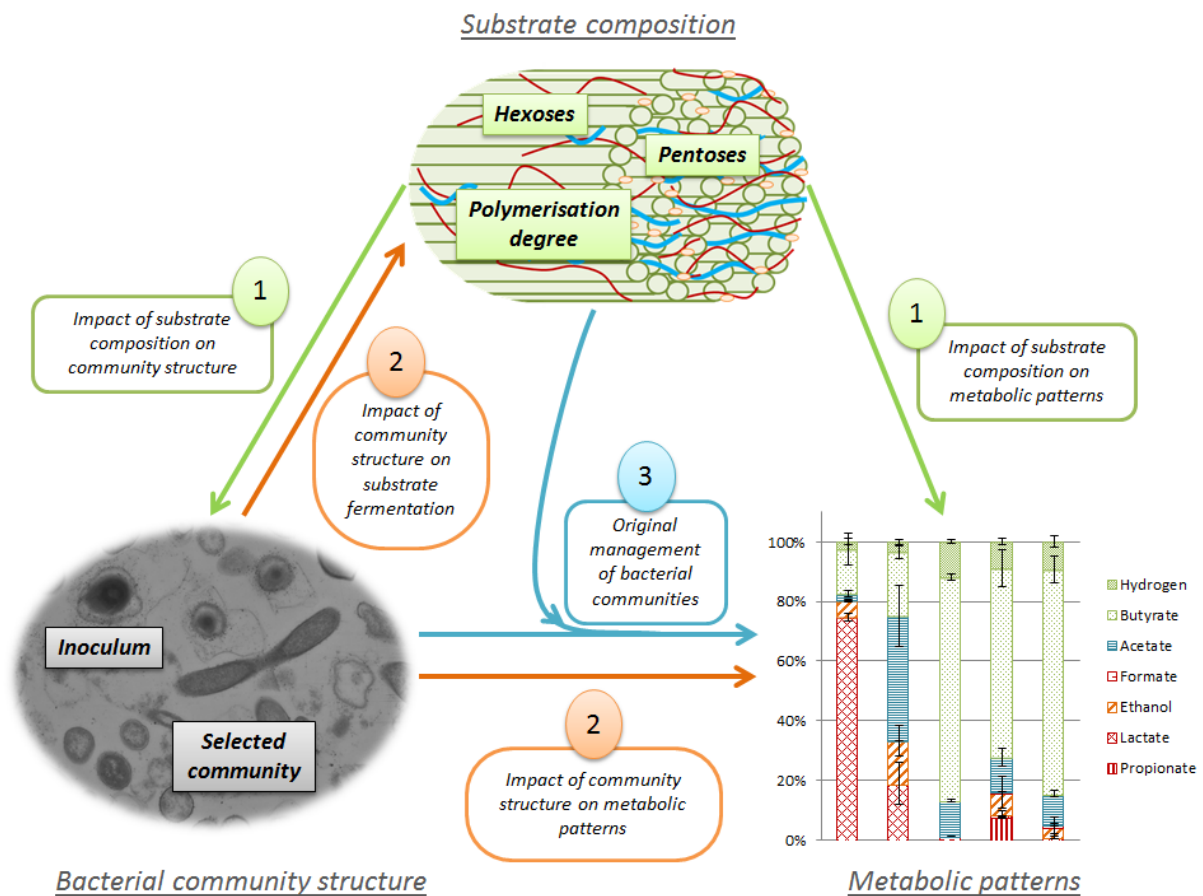 Substrate composition
Hexoses
Pentoses
Polymerisation
degree
1
Impact of substrate
composition on
community structure
2
Impact of
community
structure on
substrate
fermentation
1
Impact of substrate
composition on
metabolic patterns
3
Original
management
of bacterial
communities
Inoculum
Selected
community
2
Impact of community
structure on metabolic
patterns
100%
80%
60%
40%
20%
0%
Hydrogen
Butyrate
Acetate
Formate
Ethanol
Lactate
Propionate
Bacterial community structure
Metabolic patterns